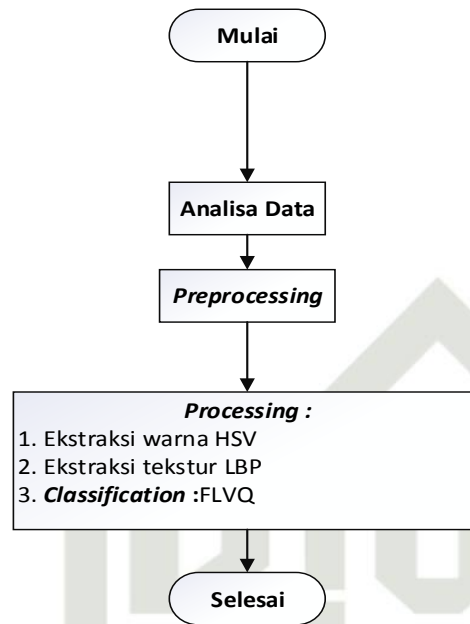 Mulai
Analisa Data
Preprocessing
Processing :
1. Ekstraksi warna HSV
2. Ekstraksi tekstur LBP
3. Classification :FLVQ
Selesai